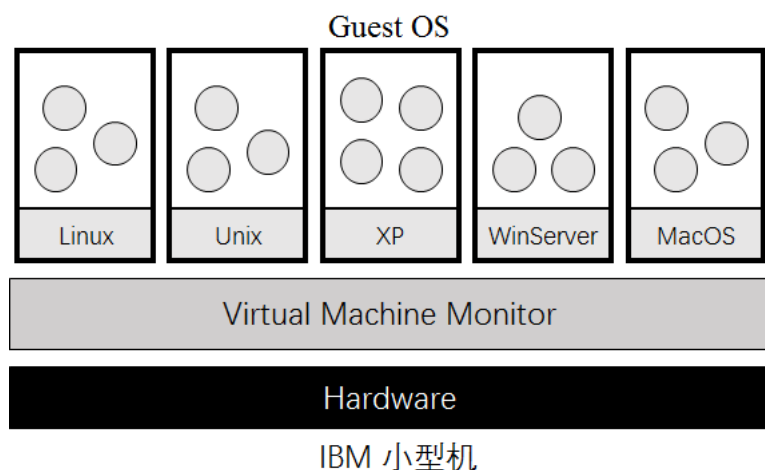 Guest OS
Linux Unix XP WinServer MacOS
Virtual Machine Monitor
Hardware
IBM 小型机